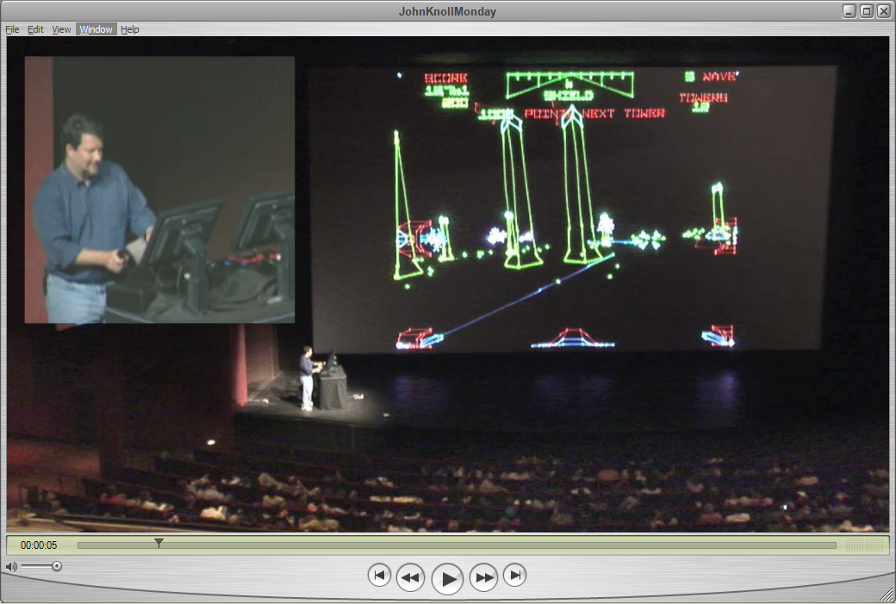 JohnKnollMonday
File Edit View Window Help
SCORE
WAVE
SHIELD
TOWERS
POINTS NEXT TOWER
00:00:05